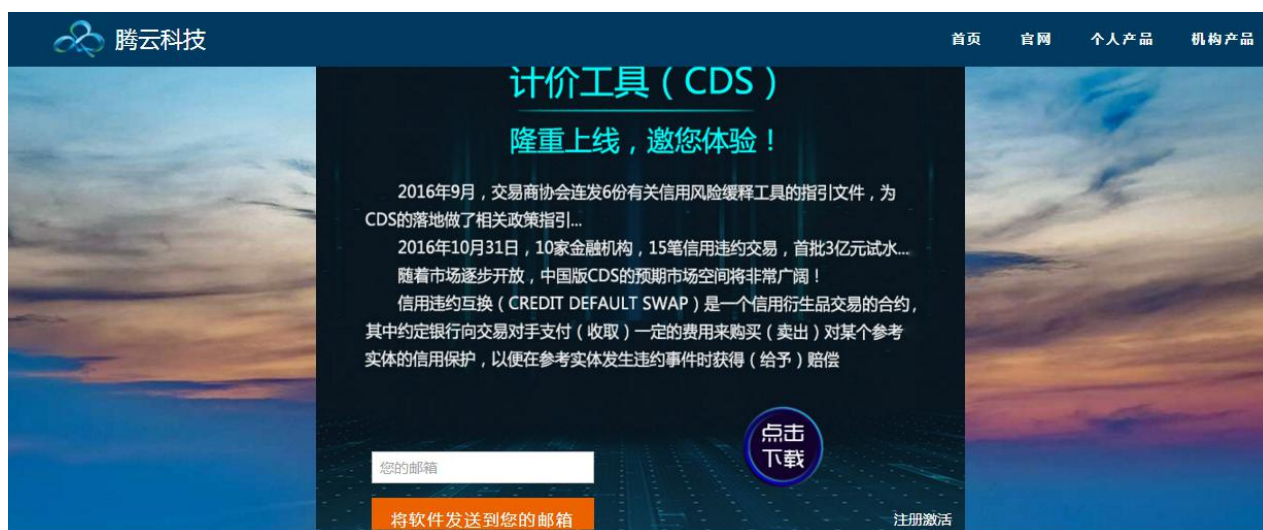 腾云科技
首页 官网 个人产品 机构产品
计价工具（CDS）
隆重上线，邀您体验！
2016年9月，交易商协会连发6份有关信用风险缓释工具的指引文件，为
CDS的落地做了相关政策指引...
2016年10月31日，10家金融机构，15笔信用违约交易，首批3亿元试水...
随着市场逐步开放，中国版CDS的预期市场空间将非常广阔！
信用违约互换（CREDIT DEFAULT SWAP）是一个信用衍生品交易的合约，
其中约定银行向交易对手支付（收取）一定的费用来购买（卖出）对某个参考
实体的信用保护，以便在参考实体发生违约事件时获得（给予）赔偿
点击
下载
您的邮箱
将软件发送到您的邮箱
注册激活